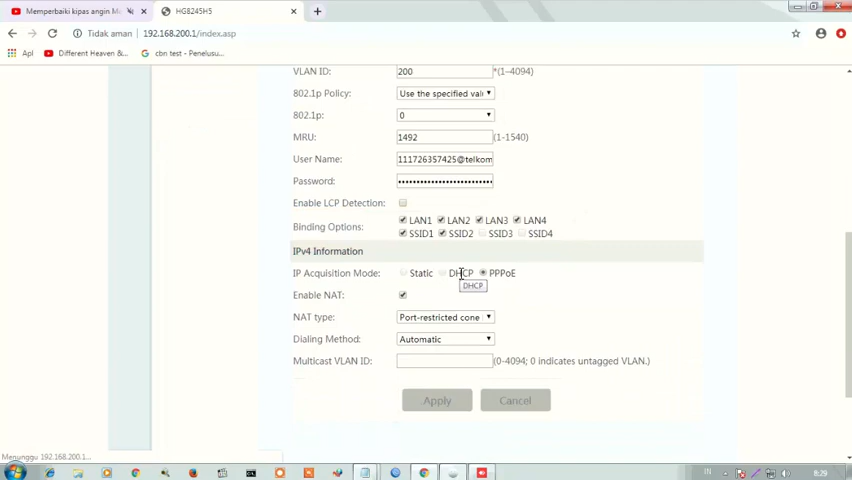 Memperbaiki kipas angin Me
HG8245H5
Tidak aman | 192.168.200.1/index.asp
Apl
Different Heaven &...
cbn test - Penelusu...
VLAN ID: 200 *(1–4094)
802.1p Policy: Use the specified val
802.1p: 0
MRU: 1492 (1-1540)
User Name: 111726357425@telkom
Password: 
Enable LCP Detection:
Binding Options: LAN1 LAN2 LAN3 LAN4
SSID1 SSID2 SSID3 SSID4
IPv4 Information
IP Acquisition Mode: Static DHCP PPPoE
DHCP
Enable NAT:
NAT type: Port-restricted cone
Dialing Method: Automatic
Multicast VLAN ID: (0-4094; 0 indicates untagged VLAN.)
Apply Cancel
Menunggu 192.168.200.1...
IN 8:29